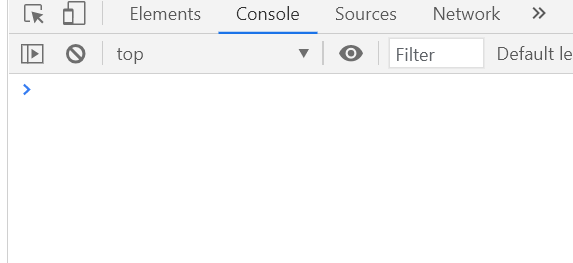 Elements Console Sources Network »
top Filter Default le